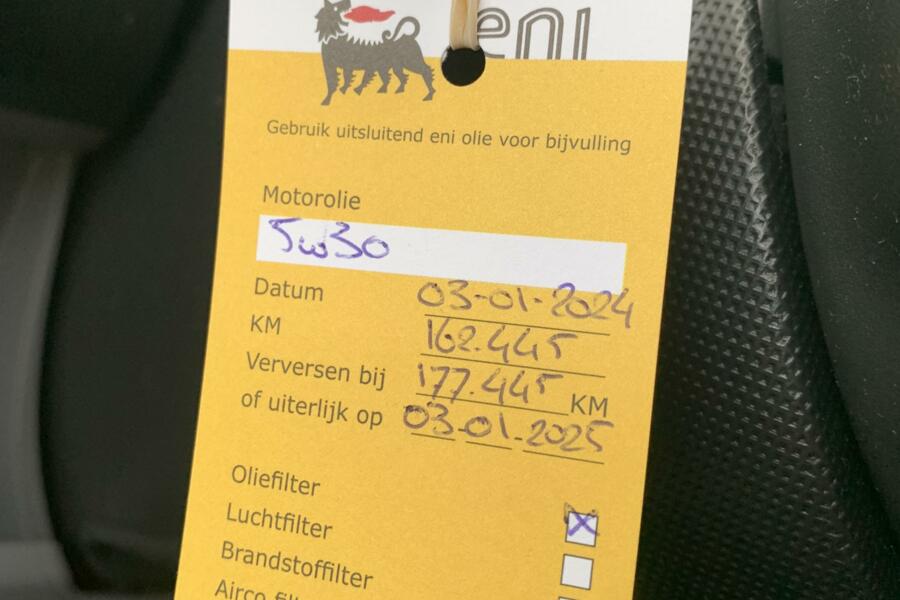 eni
Gebruik uitsluitend eni olie voor bijvulling
Motorolie
5w30
Datum 03-01-2024
KM 162.445
Verversen bij 177.445 KM
of uiterlijk op 03-01-2025
Oliefilter
Luchtfilter
Brandstoffilter
Airco